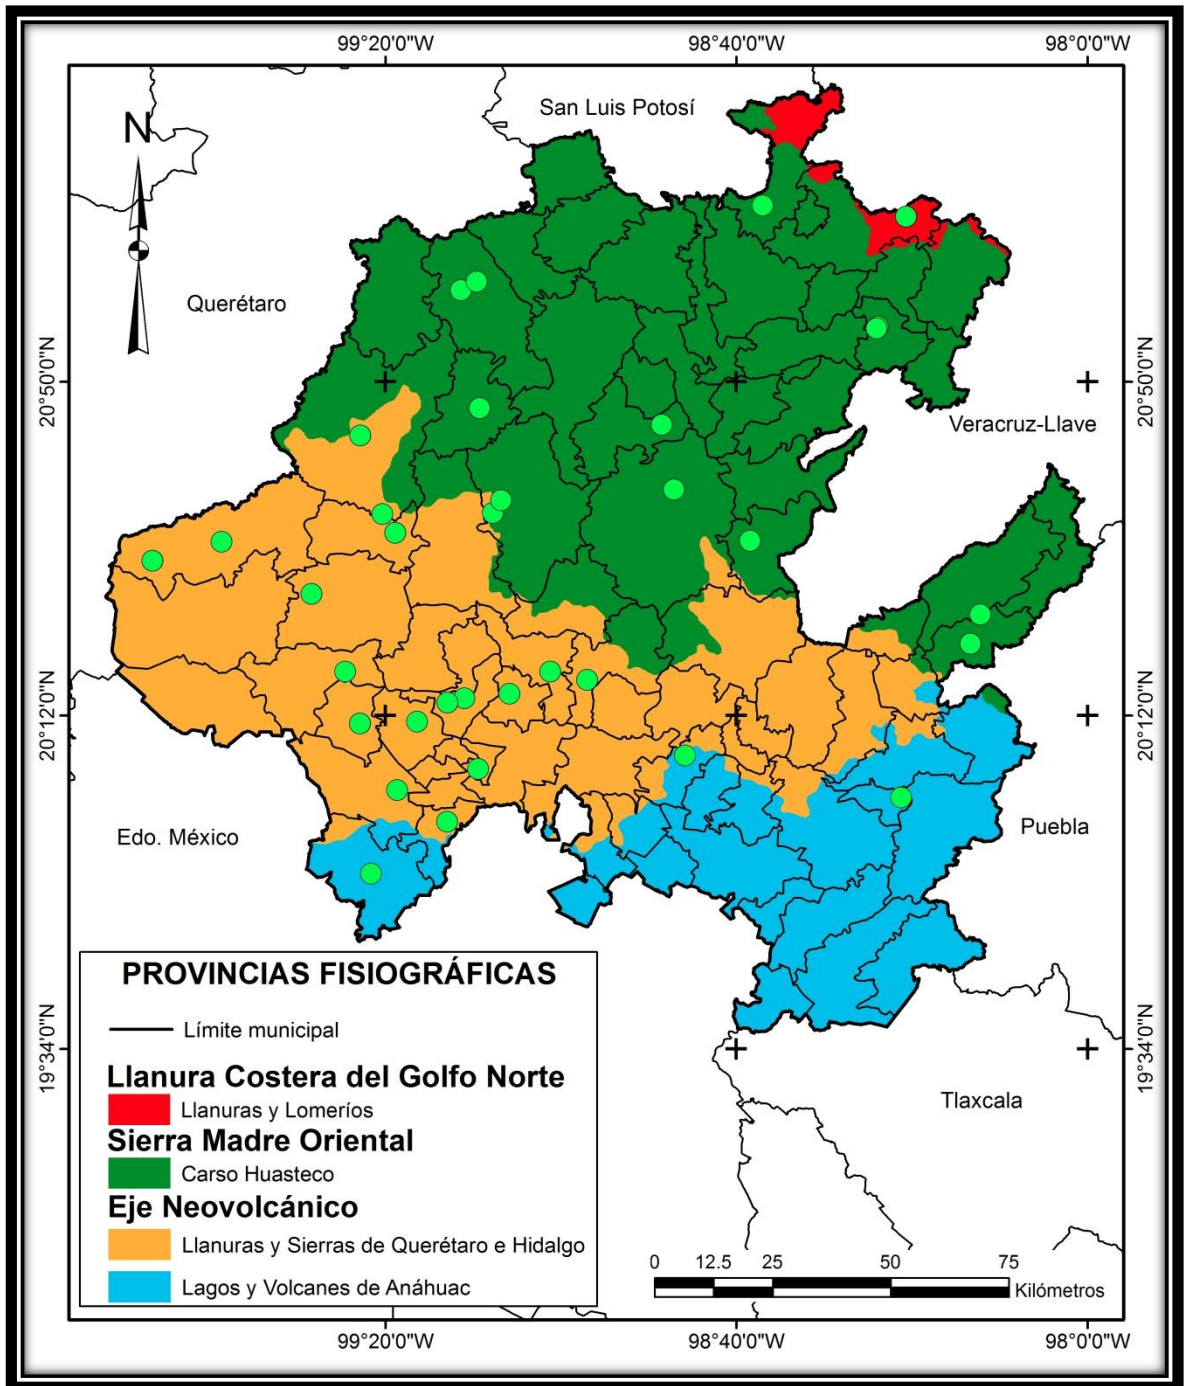 99°20'0"W 98°40'0"W 98°0'0"W
San Luis Potosí
N
Querétaro
20°50'0"N 20°50'0"N
Veracruz-Llave
20°12'0"N 20°12'0"N
Edo. México
Puebla
PROVINCIAS FISIOGRÁFICAS
Límite municipal
19°34'0"N 19°34'0"N
Llanura Costera del Golfo Norte
Llanuras y Lomeríos
Tlaxcala
Sierra Madre Oriental
Carso Huasteco
Eje Neovolcánico
Llanuras y Sierras de Querétaro e Hidalgo
Lagos y Volcanes de Anáhuac
0 12.5 25 50 75
Kilómetros
99°20'0"W 98°40'0"W 98°0'0"W